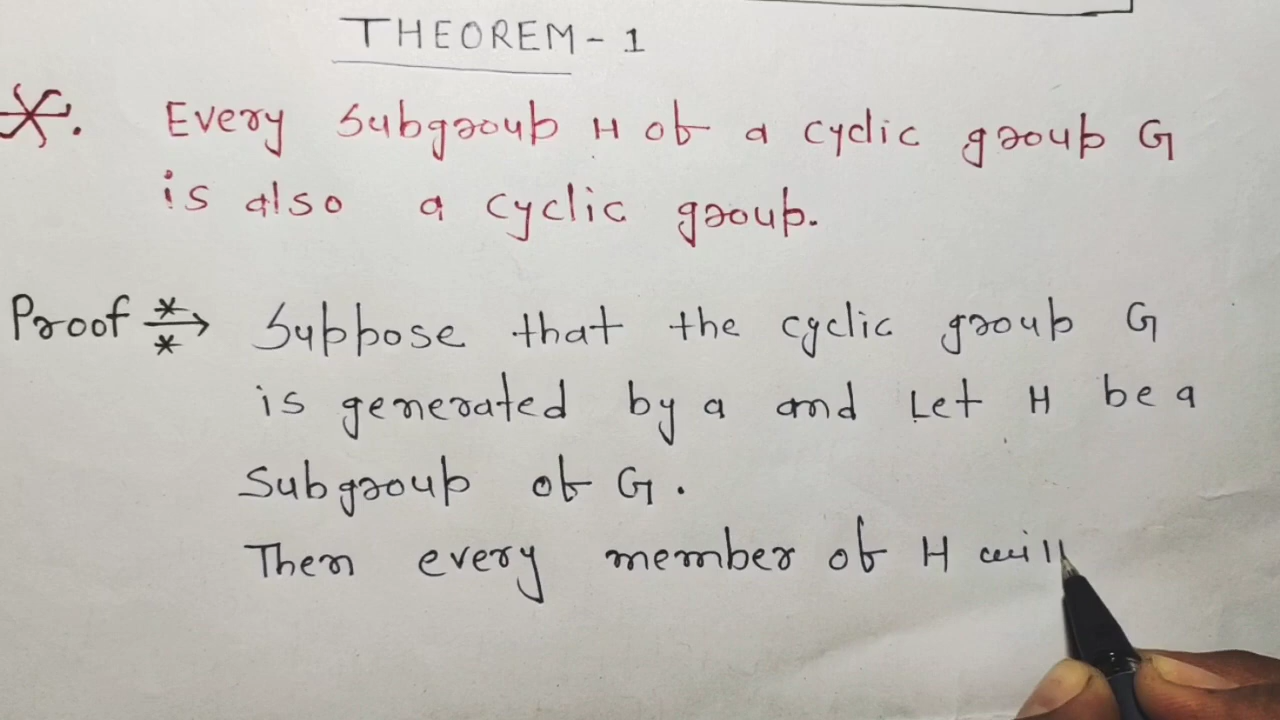 THEOREM - 1
*. Every subgroup H of a cyclic group G
is also a cyclic group.
Proof Suppose that the cyclic group G
is generated by a and Let H be a
Subgroup of G.
Then every member of H will